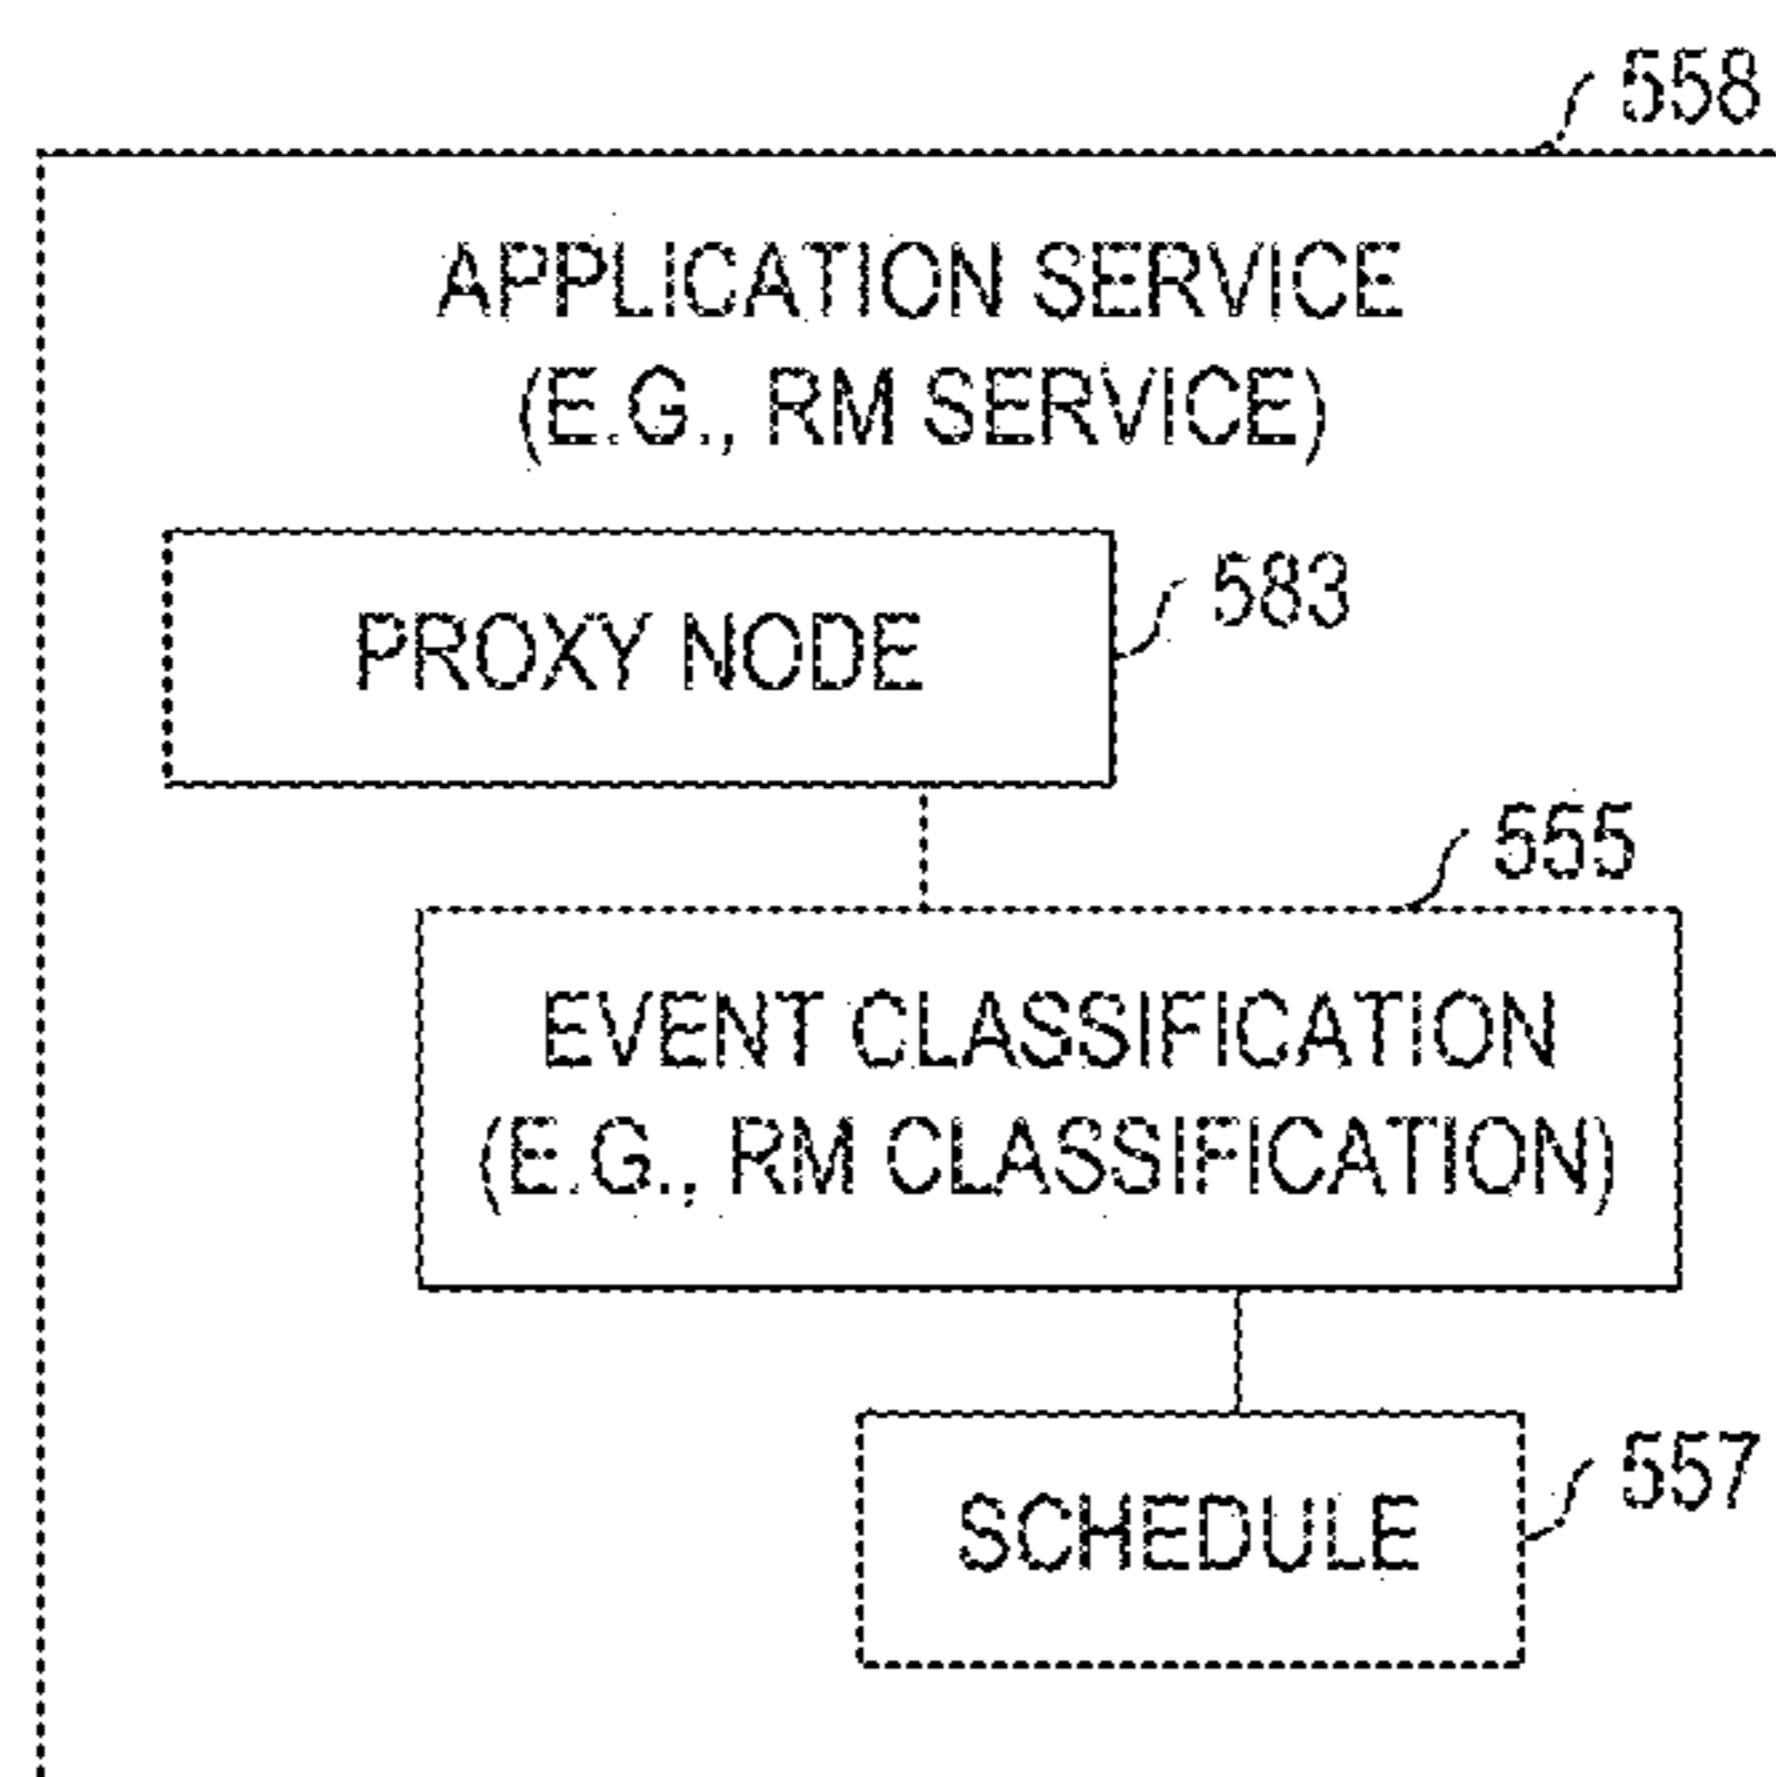 558
APPLICATION SERVICE
(E.G., RM SERVICE)
PROXY NODE
583
555
EVENT CLASSIFICATION
(E.G., RM CLASSIFICATION)
SCHEDULE
557